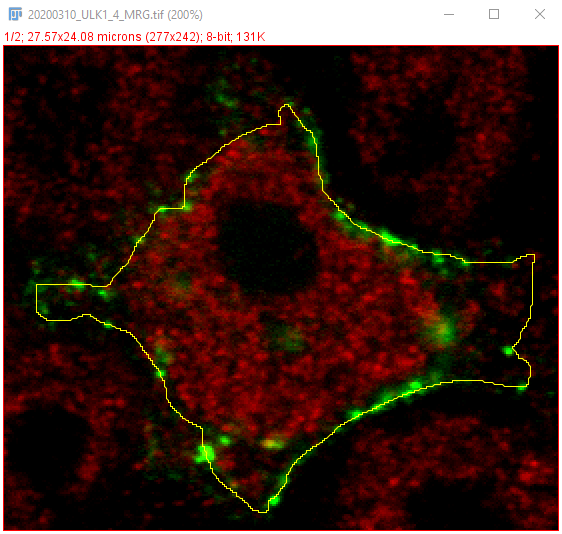 20200310_ULK1_4_MRG.tif (200%)
1/2; 27.57x24.08 microns (277x242); 8-bit; 131K